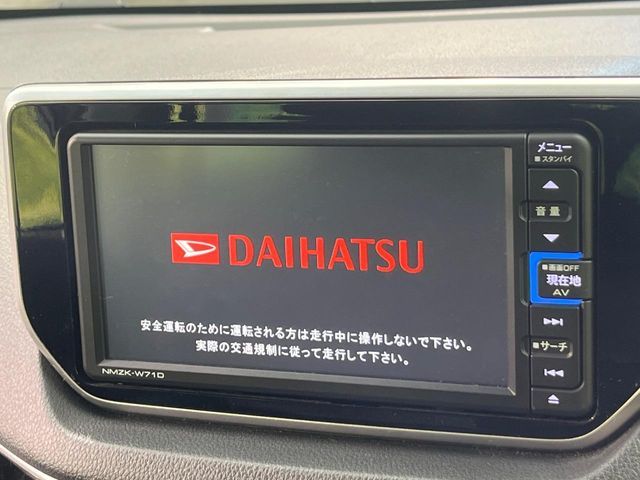 メニュー
■スタンバイ
▲
音量
▼
■画面OFF
現在地
AV
▶▶|
■サーチ
|◀◀
⏏
DAIHATSU
安全運転のために運転される方は走行中に操作しないで下さい。
実際の交通規制に従って走行して下さい。
NMZK-W71D